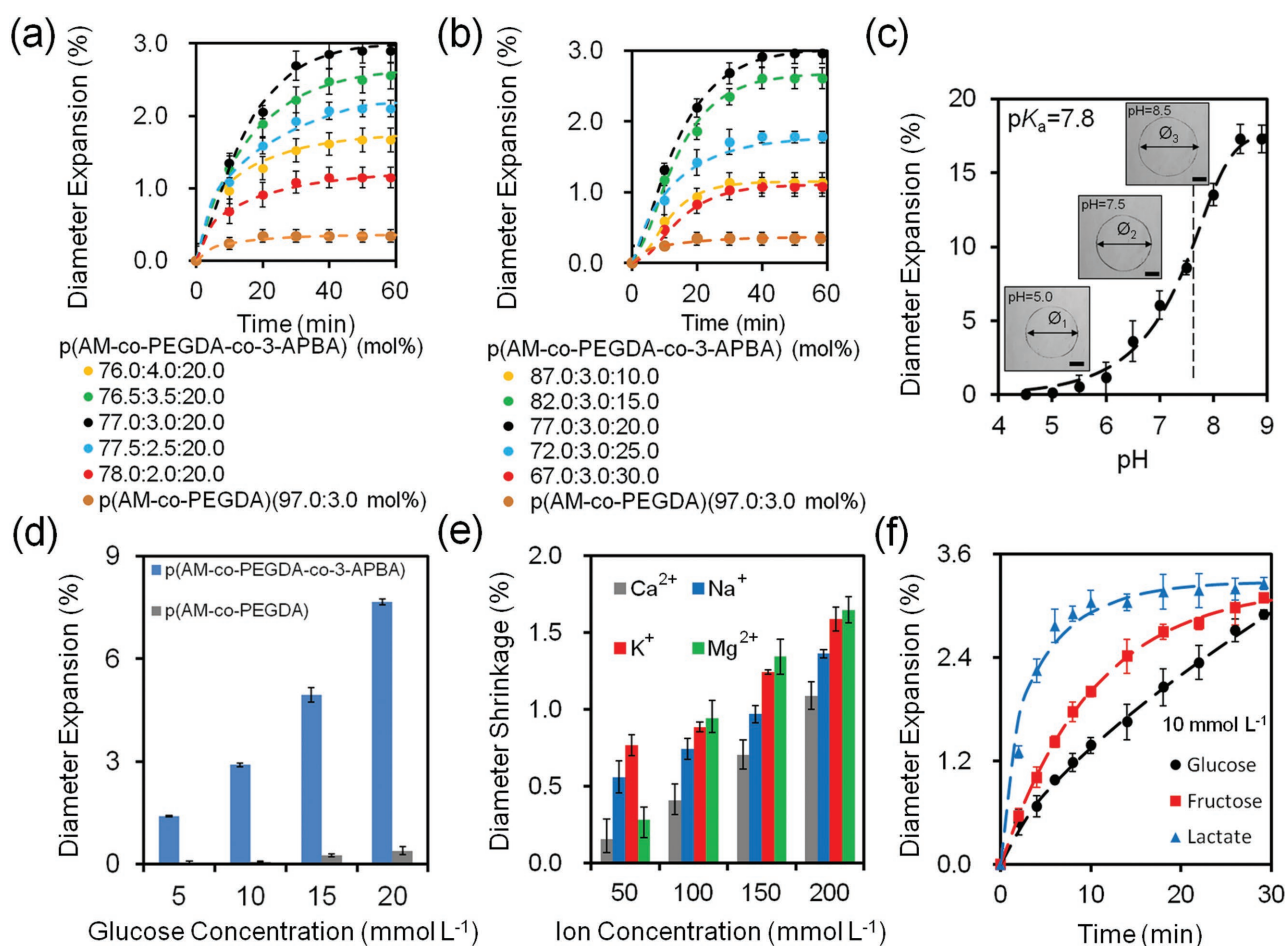 (a)
Diameter Expansion (%)
3.0
2.0
1.0
0.0
0 20 40 60
Time (min)
p(AM-co-PEGDA-co-3-APBA) (mol%)
76.0:4.0:20.0
76.5:3.5:20.0
77.0:3.0:20.0
77.5:2.5:20.0
78.0:2.0:20.0
p(AM-co-PEGDA)(97.0:3.0 mol%)
(b)
Diameter Expansion (%)
3.0
2.0
1.0
0.0
0 20 40 60
Time (min)
p(AM-co-PEGDA-co-3-APBA) (mol%)
87.0:3.0:10.0
82.0:3.0:15.0
77.0:3.0:20.0
72.0:3.0:25.0
67.0:3.0:30.0
p(AM-co-PEGDA)(97.0:3.0 mol%)
(c)
Diameter Expansion (%)
20
15
10
5
0
pKa=7.8
pH=8.5
Ø3
pH=7.5
Ø2
pH=5.0
Ø1
4 5 6 7 8 9
pH
(d)
Diameter Expansion (%)
9
6
3
0
p(AM-co-PEGDA-co-3-APBA)
p(AM-co-PEGDA)
5 10 15 20
Glucose Concentration (mmol L-1)
(e)
Diameter Shrinkage (%)
2.0
1.5
1.0
0.5
0.0
Ca2+ Na+
K+ Mg2+
50 100 150 200
Ion Concentration (mmol L-1)
(f)
Diameter Expansion (%)
3.6
2.4
1.2
0.0
10 mmol L-1
Glucose
Fructose
Lactate
0 10 20 30
Time (min)